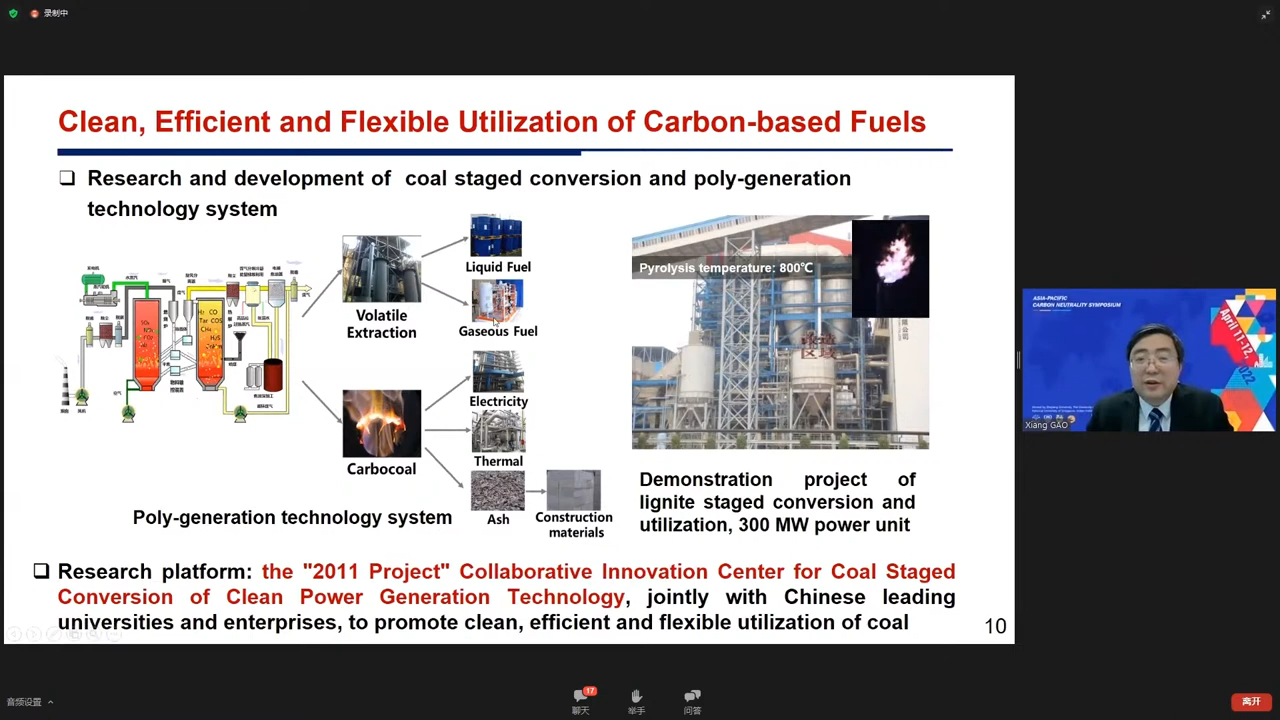 录制中
Clean, Efficient and Flexible Utilization of Carbon-based Fuels
Research and development of coal staged conversion and poly-generation
technology system
Liquid Fuel
Gaseous Fuel
Volatile
Extraction
Electricity
Thermal
Carbocoal
Ash
Construction
materials
Poly-generation technology system
Pyrolysis temperature: 800℃
Demonstration project of
lignite staged conversion and
utilization, 300 MW power unit
Research platform: the "2011 Project" Collaborative Innovation Center for Coal Staged
Conversion of Clean Power Generation Technology, jointly with Chinese leading
universities and enterprises, to promote clean, efficient and flexible utilization of coal
10
ASIA-PACIFIC
CARBON NEUTRALITY SYMPOSIUM
April 11-12,
2022
Xiang GAO
音频设置
17
聊天
举手
问答
离开